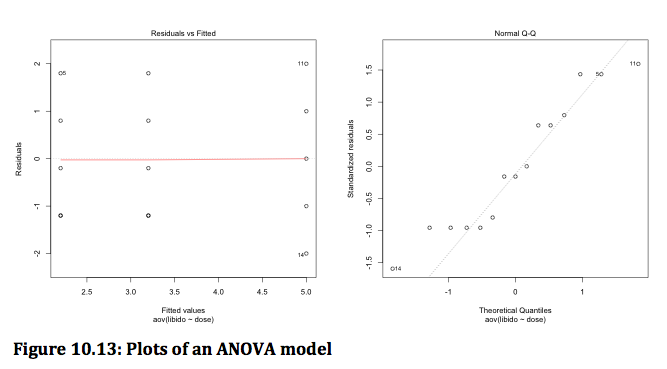 Residuals vs Fitted
Residuals
2
1
0
-1
-2
5
11
14
2.5 3.0 3.5 4.0 4.5 5.0
Fitted values
aov(libido ~ dose)
Normal Q-Q
Standardized residuals
1.5
1.0
0.5
0.0
-0.5
-1.0
-1.5
11
5
14
-1 0 1
Theoretical Quantiles
aov(libido ~ dose)
Figure 10.13: Plots of an ANOVA model